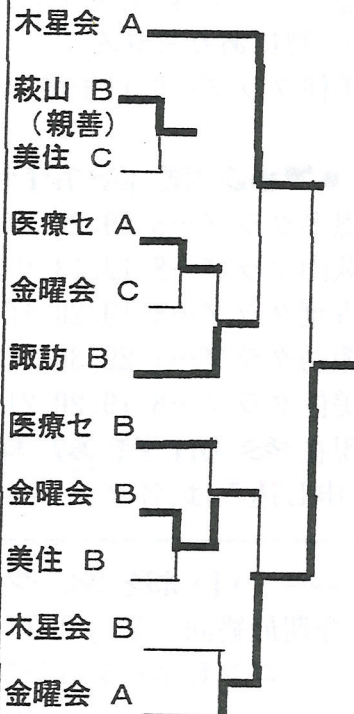 木星会 A
萩山 B
(親善)
美住 C
医療セ A
金曜会 C
諏訪 B
医療セ B
金曜会 B
美住 B
木星会 B
金曜会 A